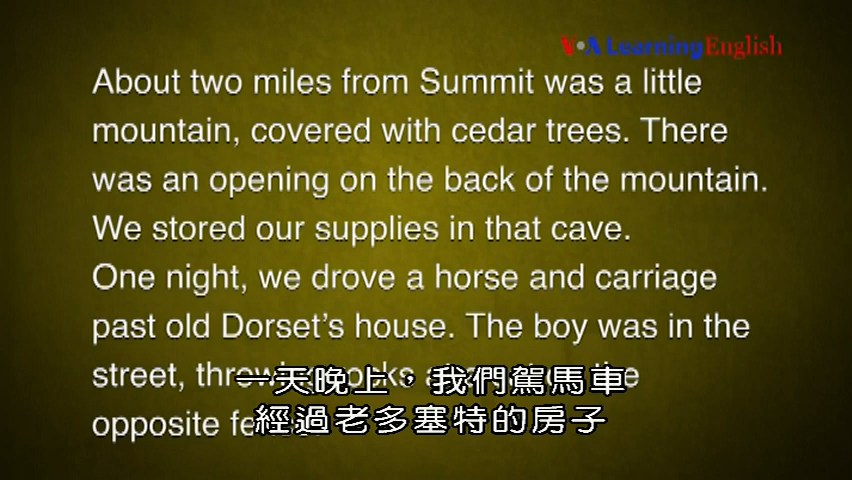 VOA Learning English
About two miles from Summit was a little
mountain, covered with cedar trees. There
was an opening on the back of the mountain.
We stored our supplies in that cave.
One night, we drove a horse and carriage
past old Dorset's house. The boy was in the
street,
opposite
一天晚上，我們駕馬車
經過老多塞特的房子